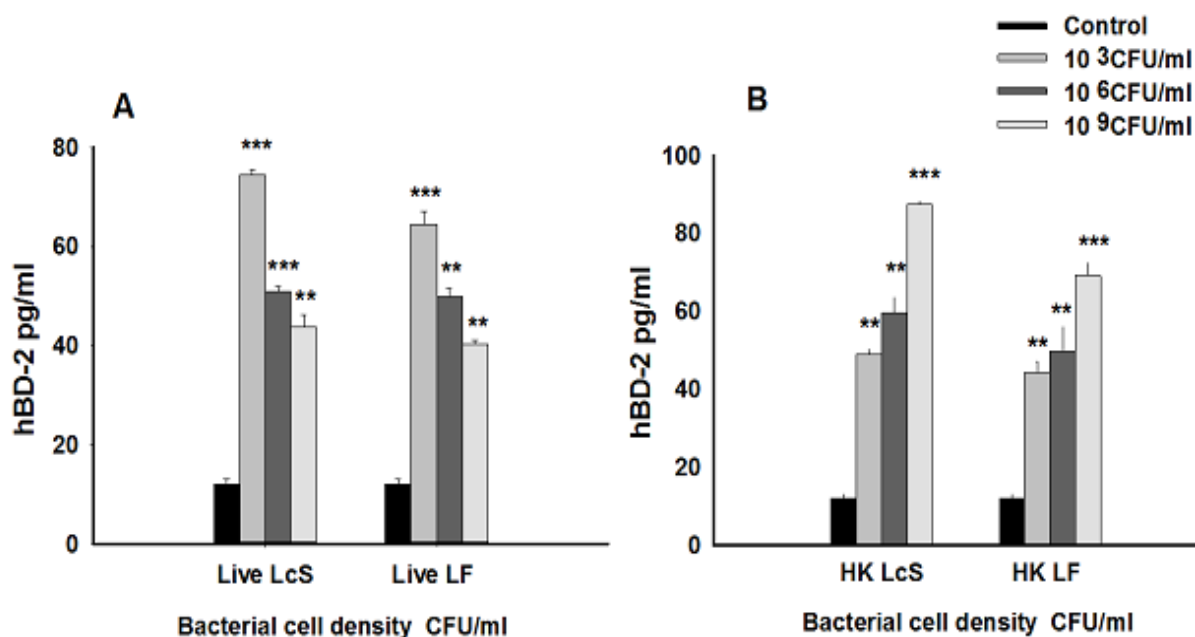 Control
10 3CFU/ml
10 6CFU/ml
10 9CFU/ml
A
hBD-2 pg/ml
80
60
40
20
0
***
***
**
***
**
**
Live LcS
Live LF
Bacterial cell density CFU/ml
B
hBD-2 pg/ml
100
80
60
40
20
0
**
**
***
**
**
***
HK LcS
HK LF
Bacterial cell density CFU/ml